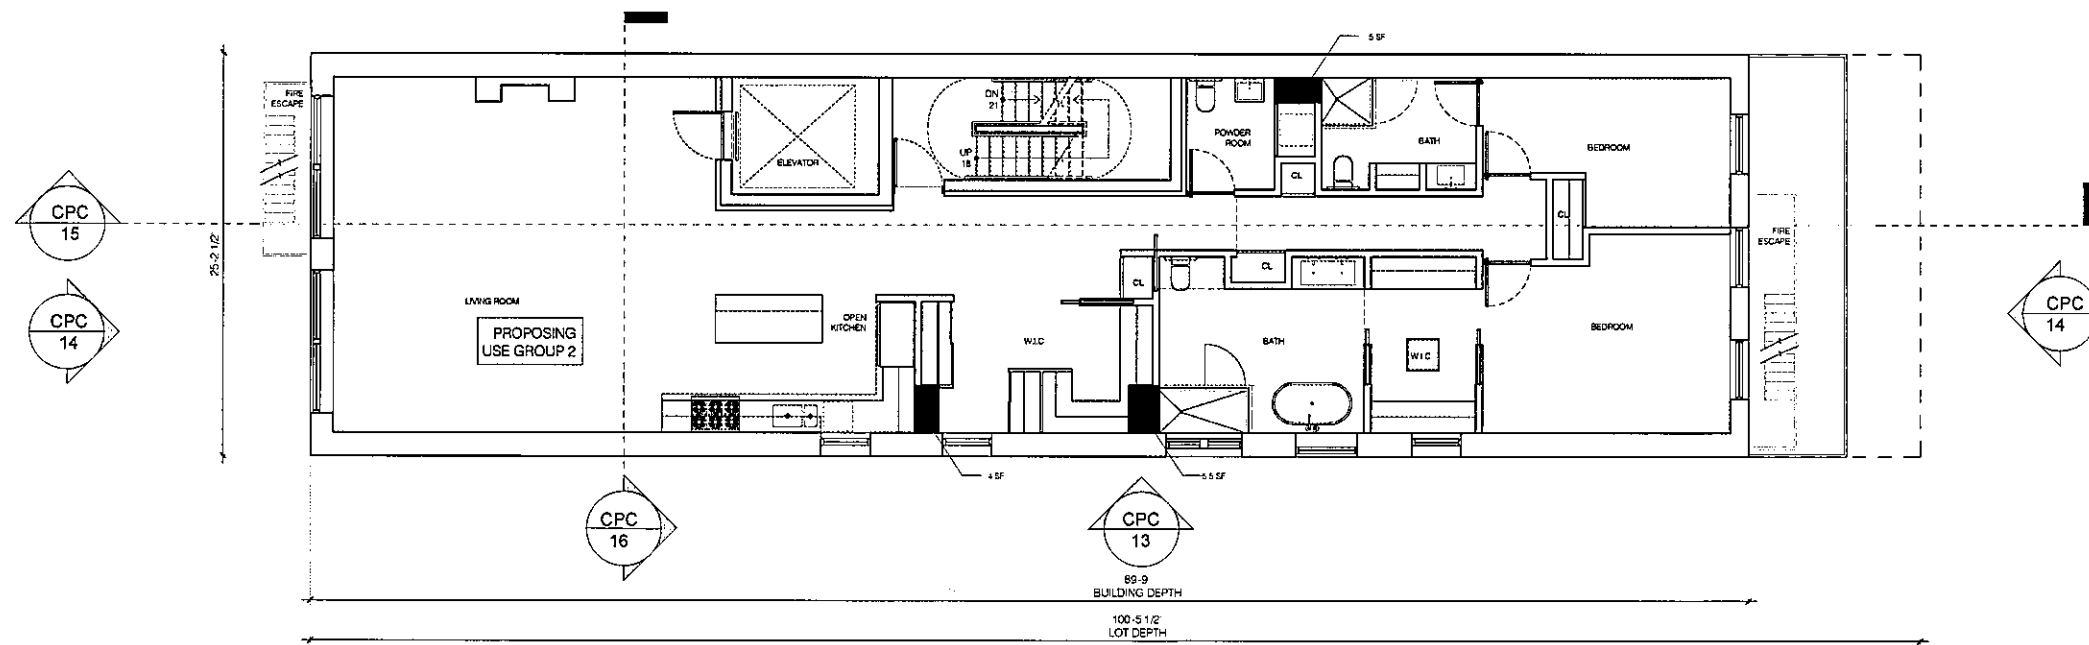 5 SF
FIRE
ESCAPE
DN
21
UP
18
ELEVATOR
POWDER
ROOM
CL
BATH
BEDROOM
CL
FIRE
ESCAPE
CPC
15
25-2 1/2"
CPC
14
LIVING ROOM
PROPOSING
USE GROUP 2
OPEN
KITCHEN
CL
W.I.C
CL
BATH
W.I.C
BEDROOM
CPC
14
4 SF
5.5 SF
CPC
16
CPC
13
89-9
BUILDING DEPTH
100-5 1/2"
LOT DEPTH